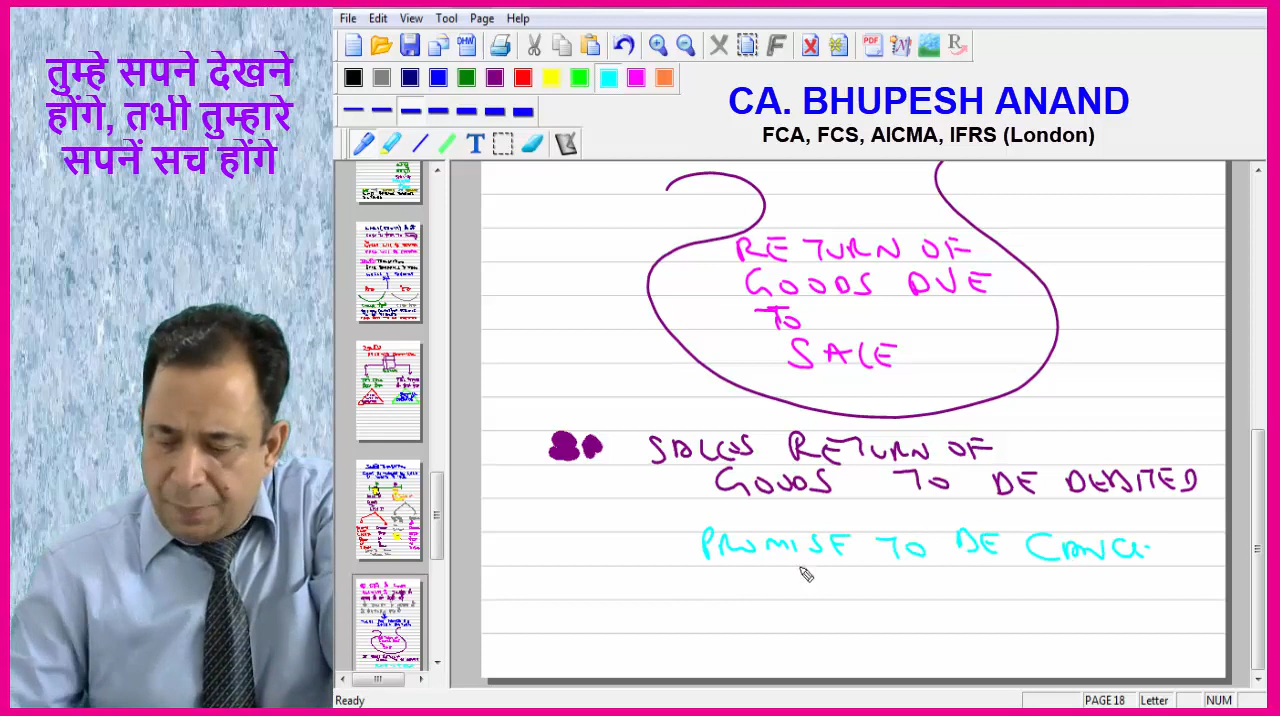 तुम्हे सपने देखने
होंगे, तभी तुम्हारे
सपनें सच होंगे
File Edit View Tool Page Help
CA. BHUPESH ANAND
FCA, FCS, AICMA, IFRS (London)
RETURN OF
GOODS DUE
TO
SALE
SALES RETURN OF
GOODS TO BE DEBITED
PROMISE TO BE CANCE
Ready
PAGE 18 Letter NUM